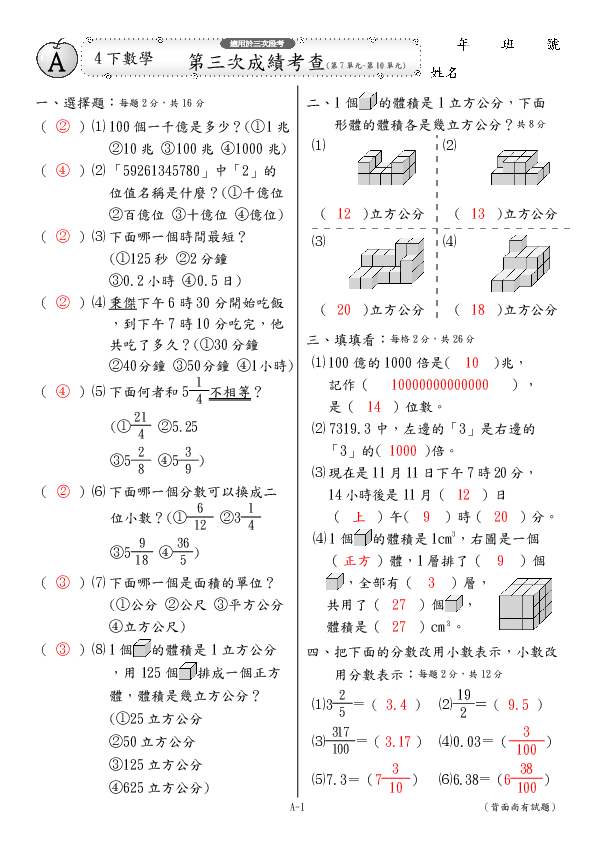 適用於三次段考
A
4下數學
第三次成績考查(第7單元-第10單元)
年 班 號
姓名
一、選擇題：每題2分，共16分
( ② ) ⑴100個一千億是多少？(①1兆
②10兆 ③100兆 ④1000兆)
( ④ ) ⑵「59261345780」中「2」的
位值名稱是什麼？(①千億位
②百億位 ③十億位 ④億位)
( ② ) ⑶下面哪一個時間最短？
(①125秒 ②2分鐘
③0.2小時 ④0.5日)
( ② ) ⑷秉傑下午6時30分開始吃飯
，到下午7時10分吃完，他
共吃了多久？(①30分鐘
②40分鐘 ③50分鐘 ④1小時)
( ④ ) ⑸下面何者和5 1/4 不相等？
(① 21/4 ②5.25
③5 2/8 ④5 3/9)
( ② ) ⑹下面哪一個分數可以換成二
位小數？(① 6/12 ②3 1/4
③5 9/18 ④ 36/5)
( ③ ) ⑺下面哪一個是面積的單位？
(①公分 ②公尺 ③平方公分
④立方公尺)
( ③ ) ⑻1個的體積是1立方公分
，用125個排成一個正方
體，體積是幾立方公分？
(①25立方公分
②50立方公分
③125立方公分
④625立方公分)
二、1個的體積是1立方公分，下面
形體的體積各是幾立方公分？共8分
⑴ ⑵
( 12 )立方公分 ( 13 )立方公分
⑶ ⑷
( 20 )立方公分 ( 18 )立方公分
三、填填看：每格2分，共26分
⑴100億的1000倍是( 10 )兆，
記作( 10000000000000 )，
是( 14 )位數。
⑵7319.3中，左邊的「3」是右邊的
「3」的( 1000 )倍。
⑶現在是11月11日下午7時20分，
14小時後是11月( 12 )日
( 上 )午( 9 )時( 20 )分。
⑷1個的體積是1cm³，右圖是一個
( 正方 )體，1層排了( 9 )個
，全部有( 3 )層，
共用了( 27 )個，
體積是( 27 )cm³。
四、把下面的分數改用小數表示，小數改
用分數表示：每題2分，共12分
⑴3 2/5＝( 3.4 ) ⑵ 19/2＝( 9.5 )
⑶ 317/100＝( 3.17 ) ⑷0.03＝( 3/100 )
⑸7.3＝(7 3/10 ) ⑹6.38＝(6 38/100 )
A-1
(背面尚有試題)